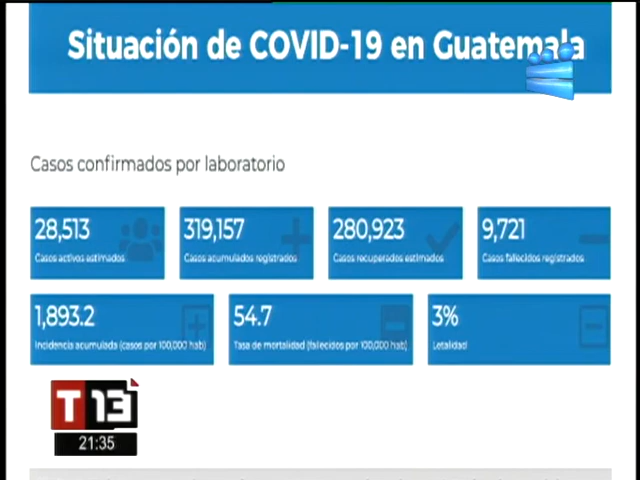 Situación de COVID-19 en Guatemala
Casos confirmados por laboratorio
28,513
Casos activos estimados
319,157
Casos acumulados registrados
280,923
Casos recuperados estimados
9,721
Casos fallecidos registrados
1,893.2
Incidencia acumulada (casos por 100,000 hab)
54.7
Tasa de mortalidad (fallecidos por 100,000 hab)
3%
Letalidad
T 13
21:35